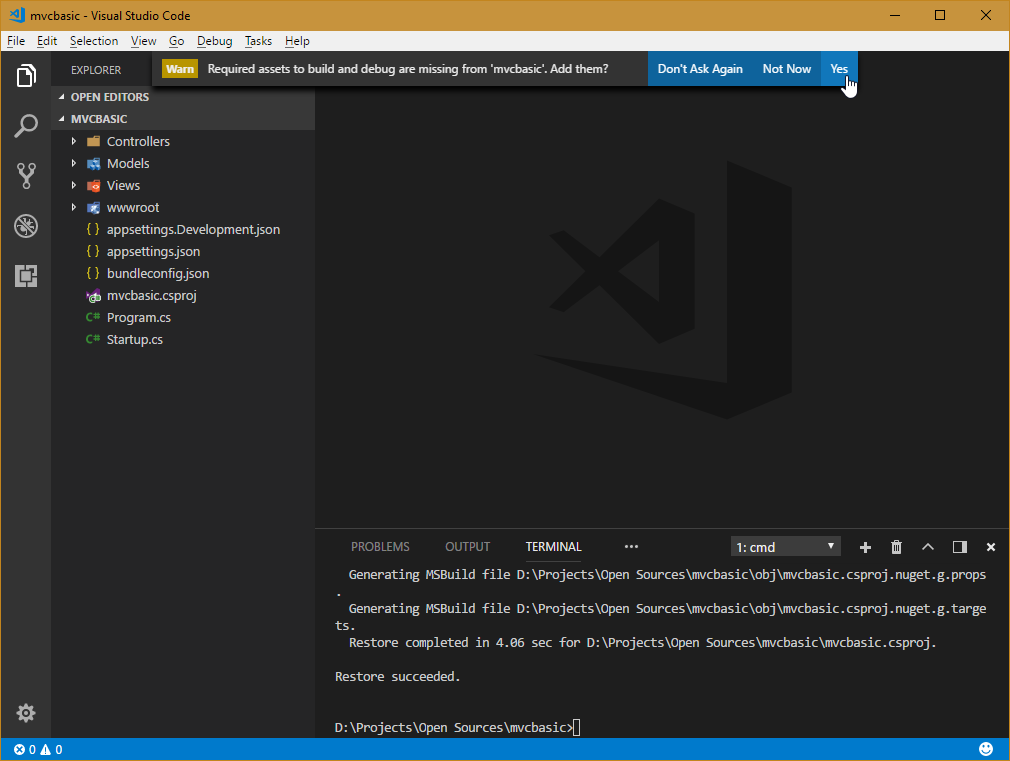 mvcbasic - Visual Studio Code
File Edit Selection View Go Debug Tasks Help
EXPLORER
Warn Required assets to build and debug are missing from 'mvcbasic'. Add them? Don't Ask Again Not Now Yes
OPEN EDITORS
MVCBASIC
Controllers
Models
Views
wwwroot
{ } appsettings.Development.json
{ } appsettings.json
{ } bundleconfig.json
mvcbasic.csproj
C# Program.cs
C# Startup.cs
PROBLEMS OUTPUT TERMINAL ••• 1: cmd
Generating MSBuild file D:\Projects\Open Sources\mvcbasic\obj\mvcbasic.csproj.nuget.g.props
.
Generating MSBuild file D:\Projects\Open Sources\mvcbasic\obj\mvcbasic.csproj.nuget.g.targe
ts.
Restore completed in 4.06 sec for D:\Projects\Open Sources\mvcbasic\mvcbasic.csproj.
Restore succeeded.
D:\Projects\Open Sources\mvcbasic>
0 0